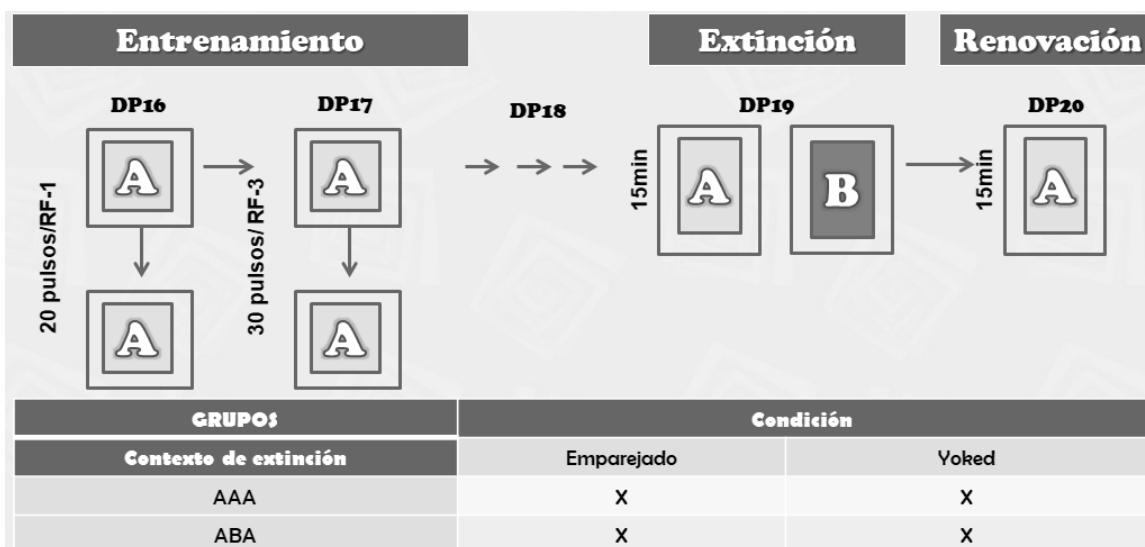 Entrenamiento
Extinción
Renovación
DP16
DP17
DP18
DP19
DP20
20 pulsos/RF-1
A
A
30 pulsos/ RF-3
A
A
15min
A
B
15min
A
GRUPOS
Condición
Contexto de extinción
Emparejado
Yoked
AAA
X
X
ABA
X
X